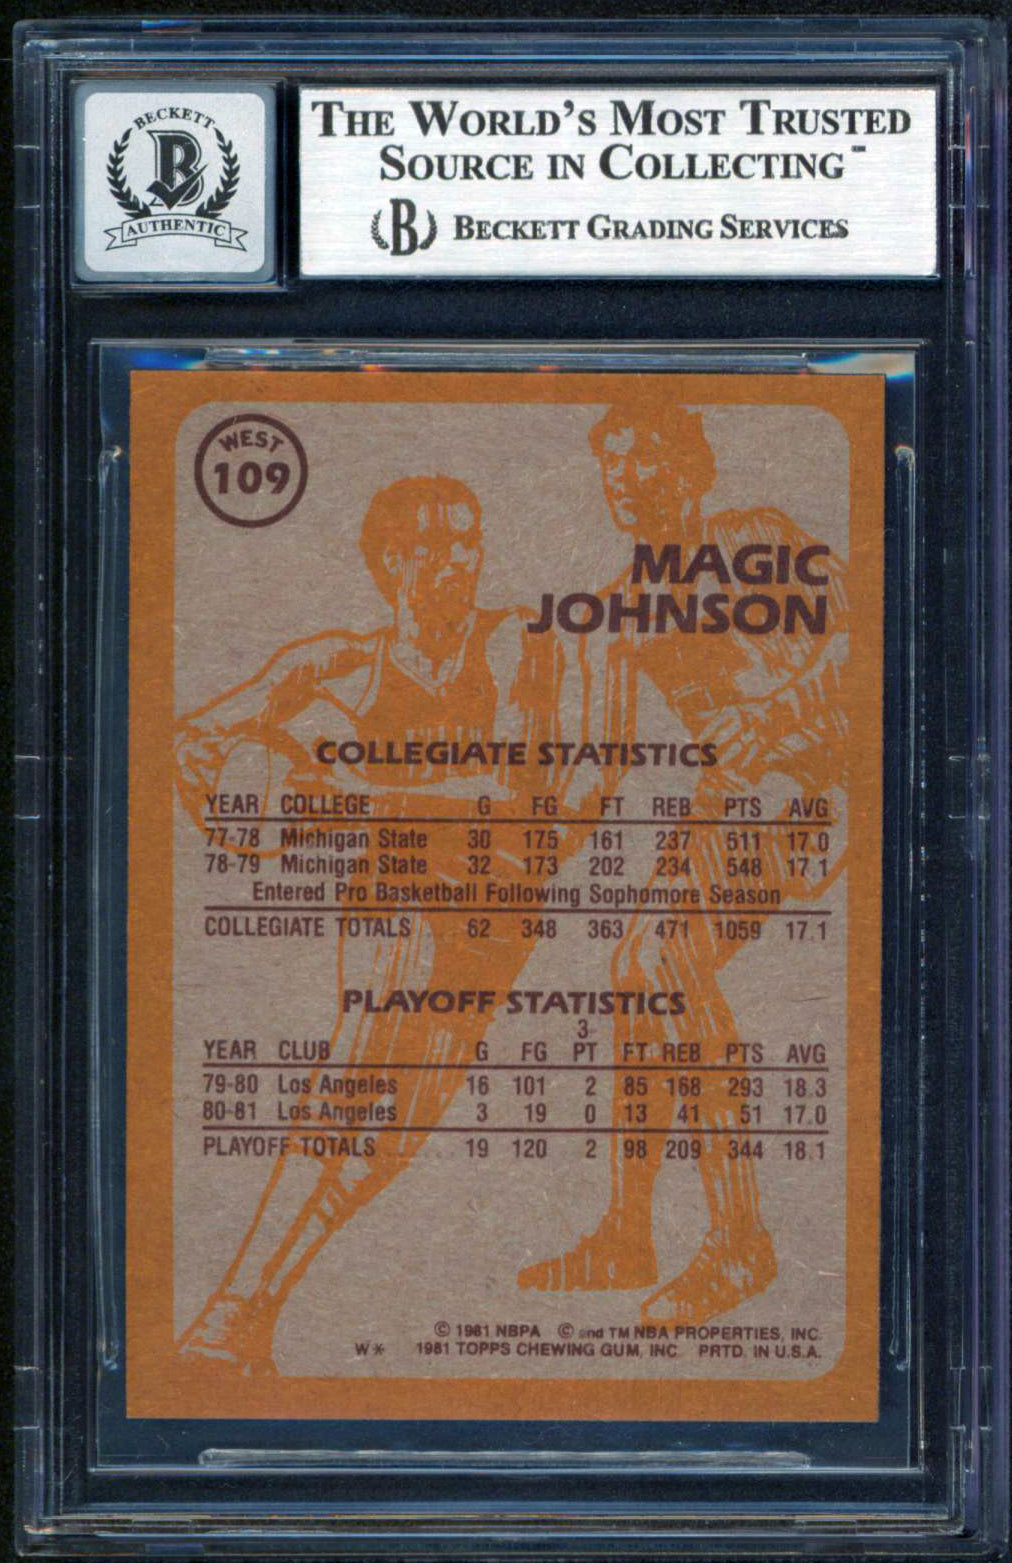 BECKETT
B
AUTHENTIC
THE WORLD'S MOST TRUSTED
SOURCE IN COLLECTING™
B BECKETT GRADING SERVICES
WEST
109
MAGIC
JOHNSON
COLLEGIATE STATISTICS
YEAR COLLEGE G FG FT REB PTS AVG
77-78 Michigan State 30 175 161 237 511 17.0
78-79 Michigan State 32 173 202 234 548 17.1
Entered Pro Basketball Following Sophomore Season
COLLEGIATE TOTALS 62 348 363 471 1059 17.1
PLAYOFF STATISTICS
3-
YEAR CLUB G FG PT FT REB PTS AVG
79-80 Los Angeles 16 101 2 85 168 293 18.3
80-81 Los Angeles 3 19 0 13 41 51 17.0
PLAYOFF TOTALS 19 120 2 98 209 344 18.1
© 1981 NBPA © and TM NBA PROPERTIES, INC.
W* 1981 TOPPS CHEWING GUM, INC PRTD. IN U.S.A.